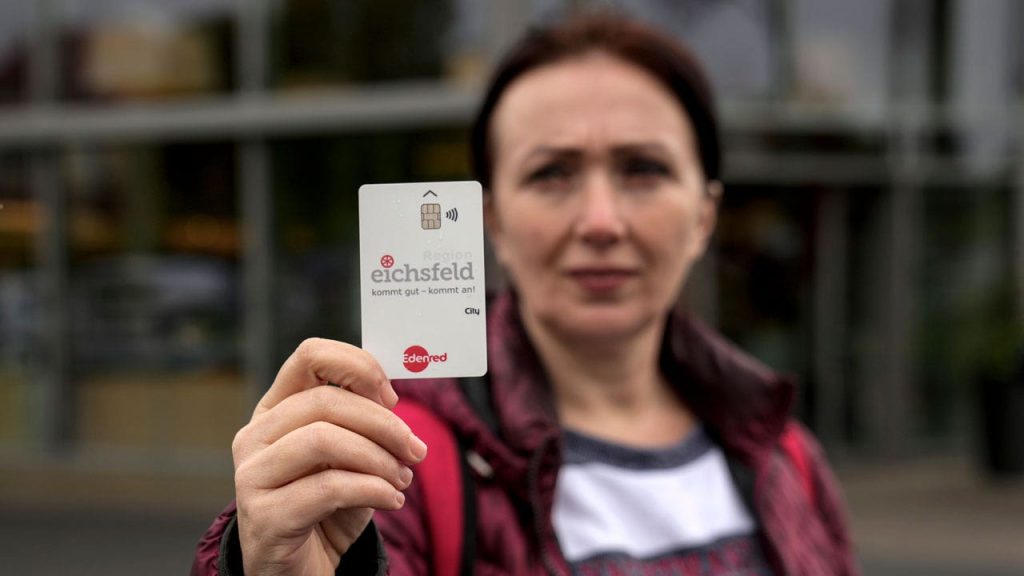 Region
eichsfeld
kommt gut – kommt an!
City
Edenred